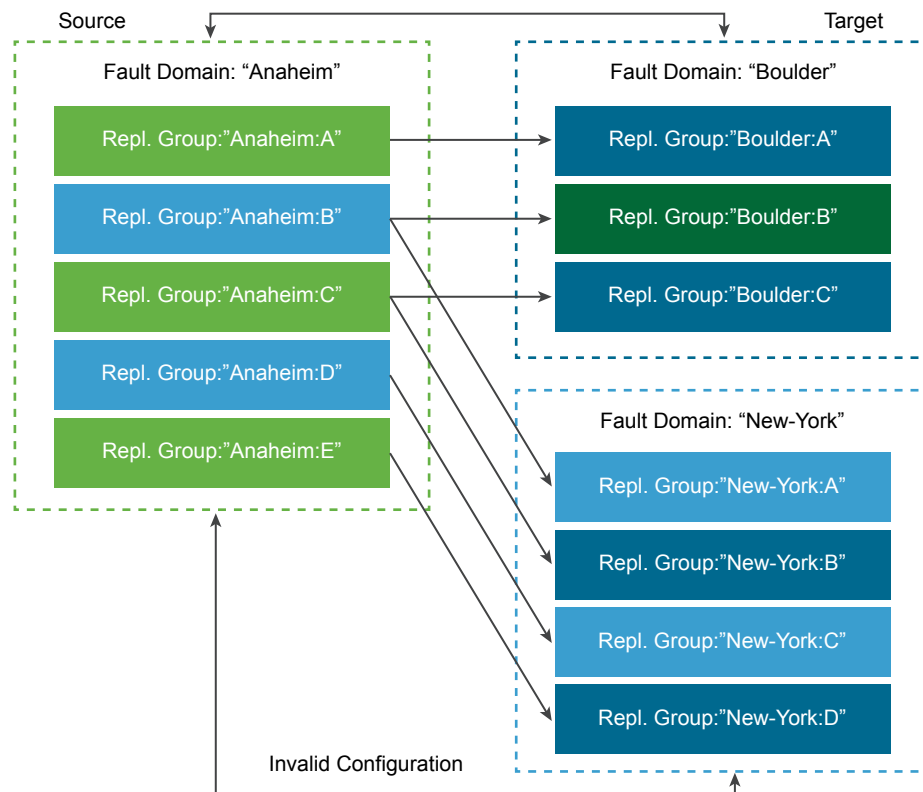 Source
Target
Fault Domain: “Anaheim”
Repl. Group:”Anaheim:A”
Repl. Group:”Anaheim:B”
Repl. Group:”Anaheim:C”
Repl. Group:”Anaheim:D”
Repl. Group:”Anaheim:E”
Fault Domain: “Boulder”
Repl. Group:”Boulder:A”
Repl. Group:”Boulder:B”
Repl. Group:”Boulder:C”
Fault Domain: “New-York”
Repl. Group:”New-York:A”
Repl. Group:”New-York:B”
Repl. Group:”New-York:C”
Repl. Group:”New-York:D”
Invalid Configuration